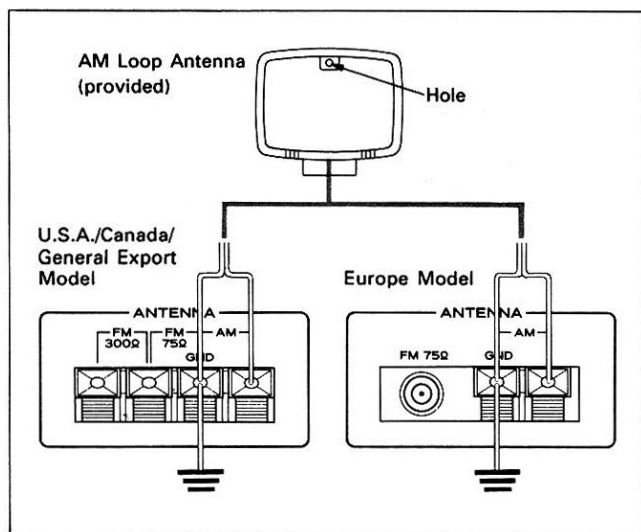 AM Loop Antenna
(provided)
Hole
U.S.A./Canada/
General Export
Model
ANTENNA
FM
300Ω
FM
75Ω
AM
GND
Europe Model
ANTENNA
AM
FM 75Ω
GND